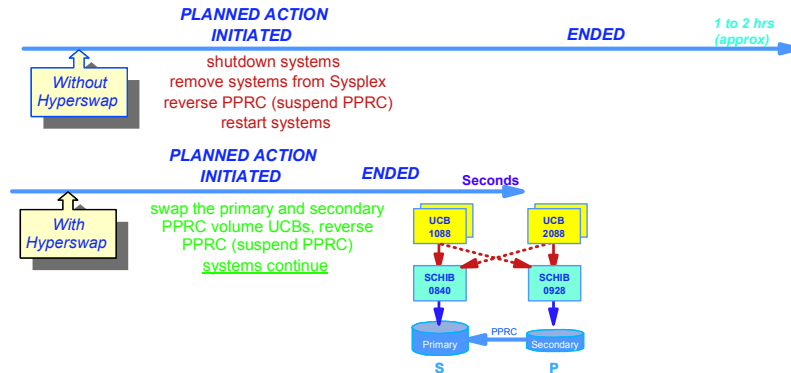 PLANNED ACTION
INITIATED
ENDED
1 to 2 hrs
(approx)
Without
Hyperswap
shutdown systems
remove systems from Sysplex
reverse PPRC (suspend PPRC)
restart systems
PLANNED ACTION
INITIATED
ENDED
Seconds
With
Hyperswap
swap the primary and secondary
PPRC volume UCBs, reverse
PPRC (suspend PPRC)
systems continue
UCB
1088
UCB
2088
SCHIB
0840
SCHIB
0928
Primary
PPRC
Secondary
S
P